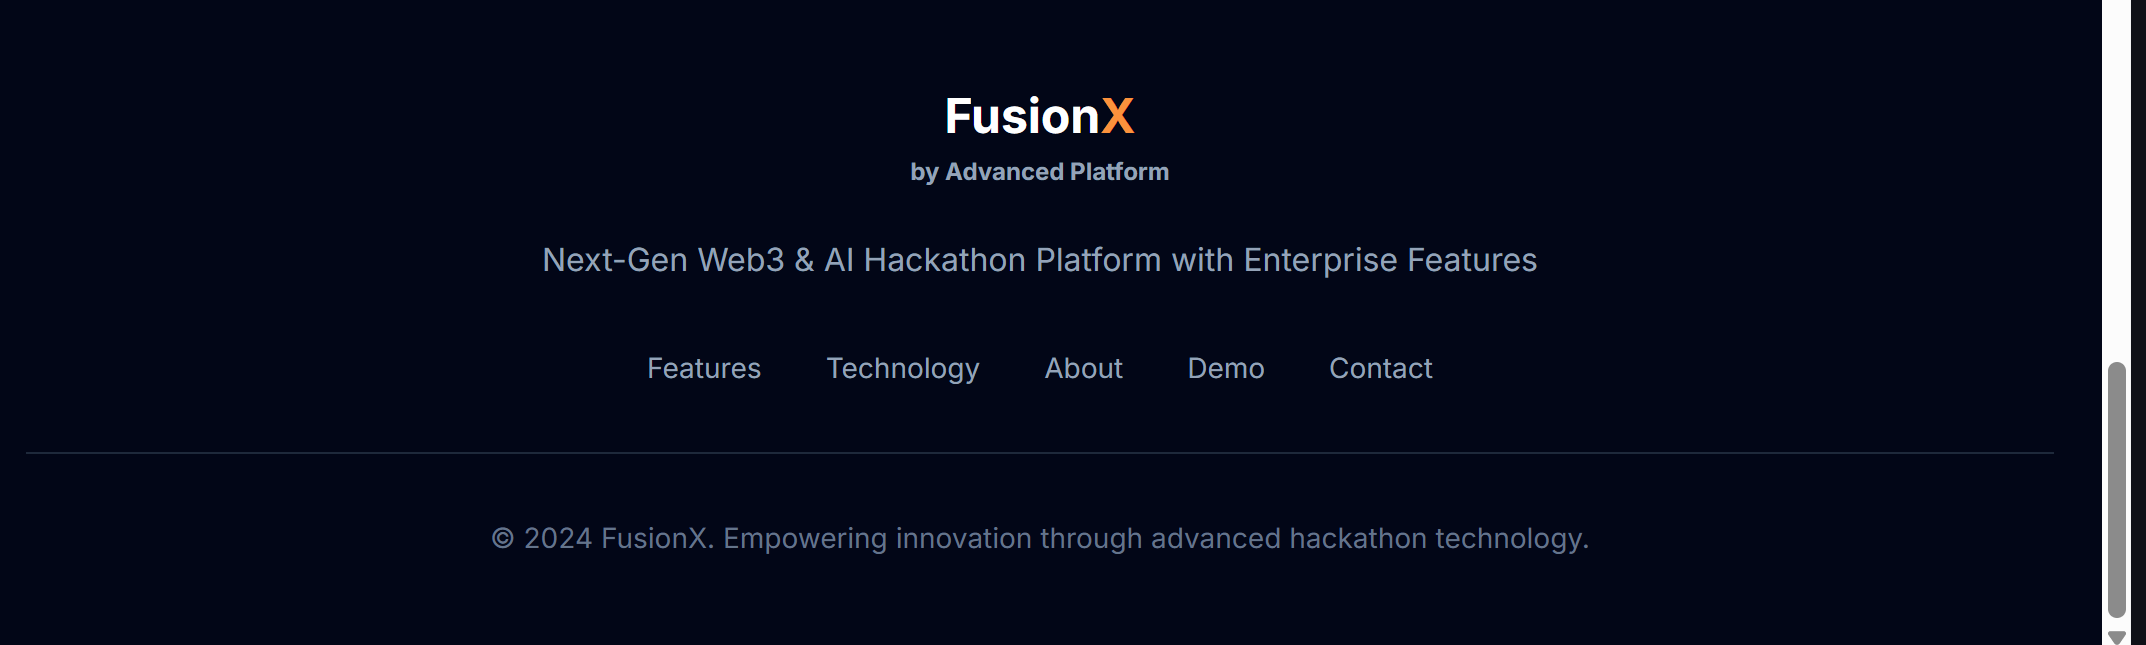 FusionX
by Advanced Platform
Next-Gen Web3 & AI Hackathon Platform with Enterprise Features
Features Technology About Demo Contact
© 2024 FusionX. Empowering innovation through advanced hackathon technology.